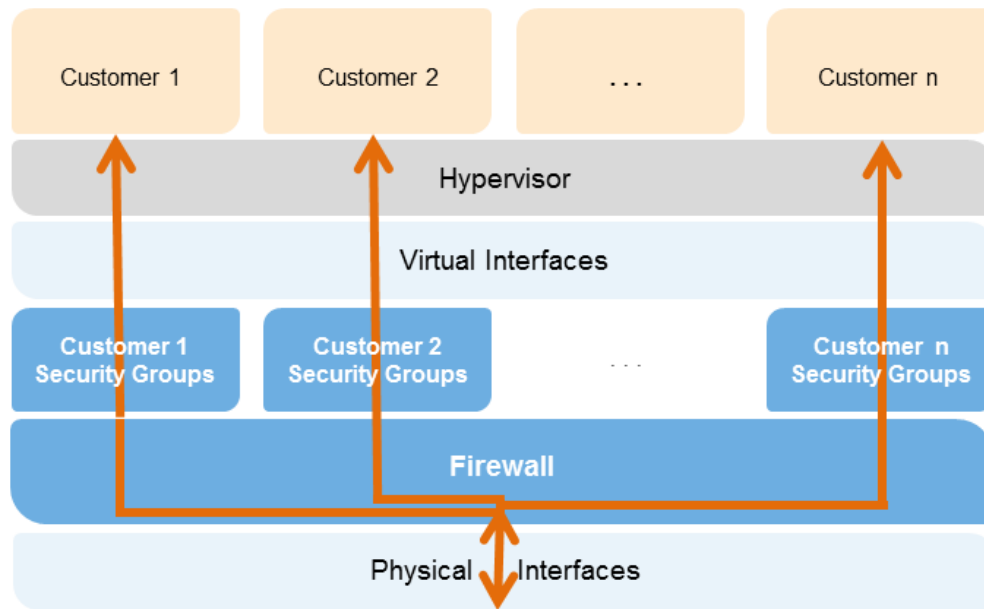 Customer 1
Customer 2
...
Customer n
Hypervisor
Virtual Interfaces
Customer 1
Security Groups
Customer 2
Security Groups
...
Customer n
Security Groups
Firewall
Physical Interfaces